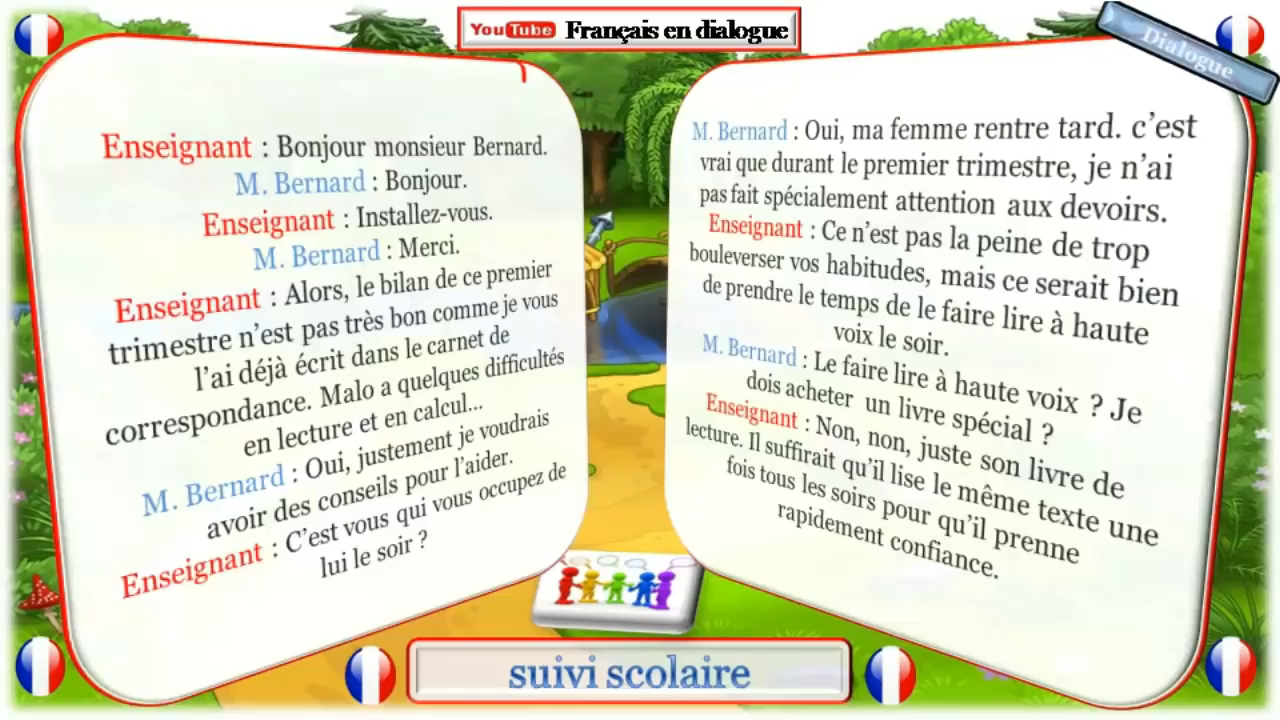 YouTube Français en dialogue
Dialogue
Enseignant : Bonjour monsieur Bernard.
M. Bernard : Bonjour.
Enseignant : Installez-vous.
M. Bernard : Merci.
Enseignant : Alors, le bilan de ce premier
trimestre n’est pas très bon comme je vous
l’ai déjà écrit dans le carnet de
correspondance. Malo a quelques difficultés
en lecture et en calcul...
M. Bernard : Oui, justement je voudrais
avoir des conseils pour l’aider.
Enseignant : C’est vous qui vous occupez de
lui le soir ?
M. Bernard : Oui, ma femme rentre tard. c’est
vrai que durant le premier trimestre, je n’ai
pas fait spécialement attention aux devoirs.
Enseignant : Ce n’est pas la peine de trop
bouleverser vos habitudes, mais ce serait bien
de prendre le temps de le faire lire à haute
voix le soir.
M. Bernard : Le faire lire à haute voix ? Je
dois acheter un livre spécial ?
Enseignant : Non, non, juste son livre de
lecture. Il suffirait qu’il lise le même texte une
fois tous les soirs pour qu’il prenne
rapidement confiance.
suivi scolaire